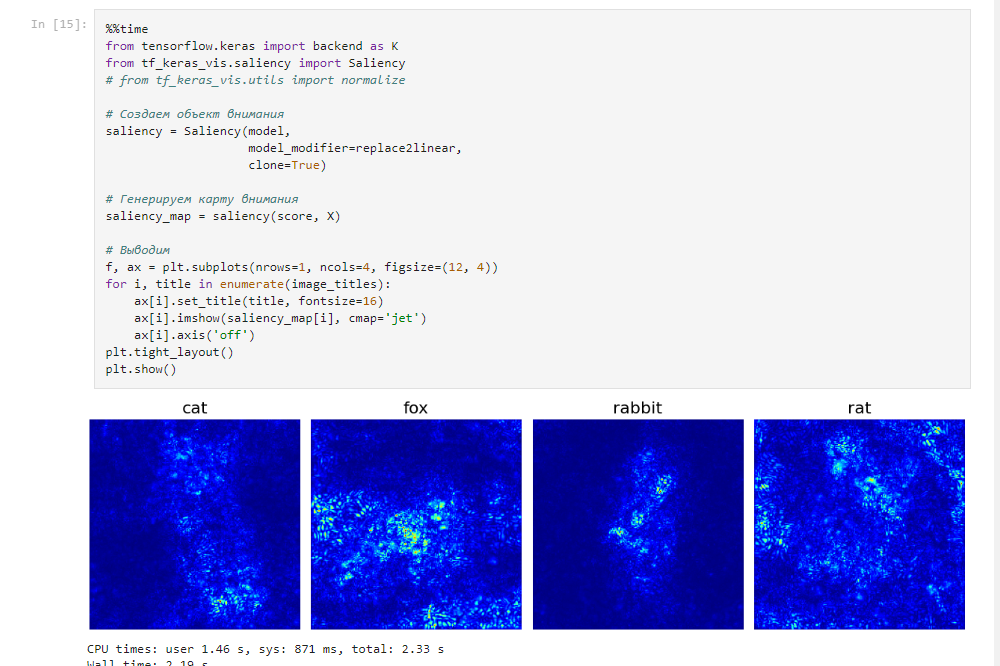 In [15]:
%%time
from tensorflow.keras import backend as K
from tf_keras_vis.saliency import Saliency
# from tf_keras_vis.utils import normalize
# Создаем объект внимания
saliency = Saliency(model,
model_modifier=replace2linear,
clone=True)
# Генерируем карту внимания
saliency_map = saliency(score, X)
# Выводим
f, ax = plt.subplots(nrows=1, ncols=4, figsize=(12, 4))
for i, title in enumerate(image_titles):
ax[i].set_title(title, fontsize=16)
ax[i].imshow(saliency_map[i], cmap='jet')
ax[i].axis('off')
plt.tight_layout()
plt.show()
cat fox rabbit rat
CPU times: user 1.46 s, sys: 871 ms, total: 2.33 s
Wall time: 2.19 s